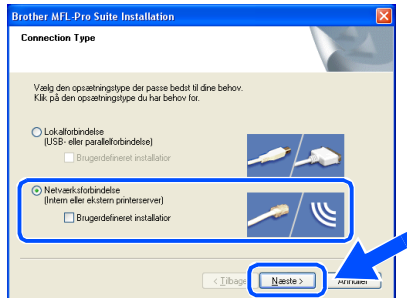 Brother MFL-Pro Suite Installation
Connection Type
Vælg den opsætningstype der passe bedst til dine behov.
Klik på den opsætningstype du har behov for.
Lokalforbindelse
(USB- eller parallelforbindelse)
Brugerdefineret installatior
Netværksforbindelse
(Intern eller ekstern printerserver)
Brugerdefineret installatior
< Tilbage
Næste >
Annuller